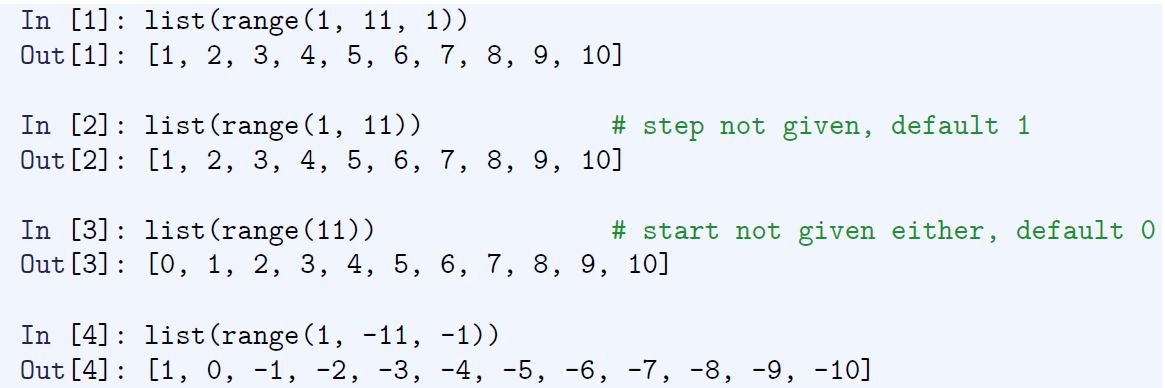 In [1]: list(range(1, 11, 1))
Out[1]: [1, 2, 3, 4, 5, 6, 7, 8, 9, 10]
In [2]: list(range(1, 11)) # step not given, default 1
Out[2]: [1, 2, 3, 4, 5, 6, 7, 8, 9, 10]
In [3]: list(range(11)) # start not given either, default 0
Out[3]: [0, 1, 2, 3, 4, 5, 6, 7, 8, 9, 10]
In [4]: list(range(1, -11, -1))
Out[4]: [1, 0, -1, -2, -3, -4, -5, -6, -7, -8, -9, -10]